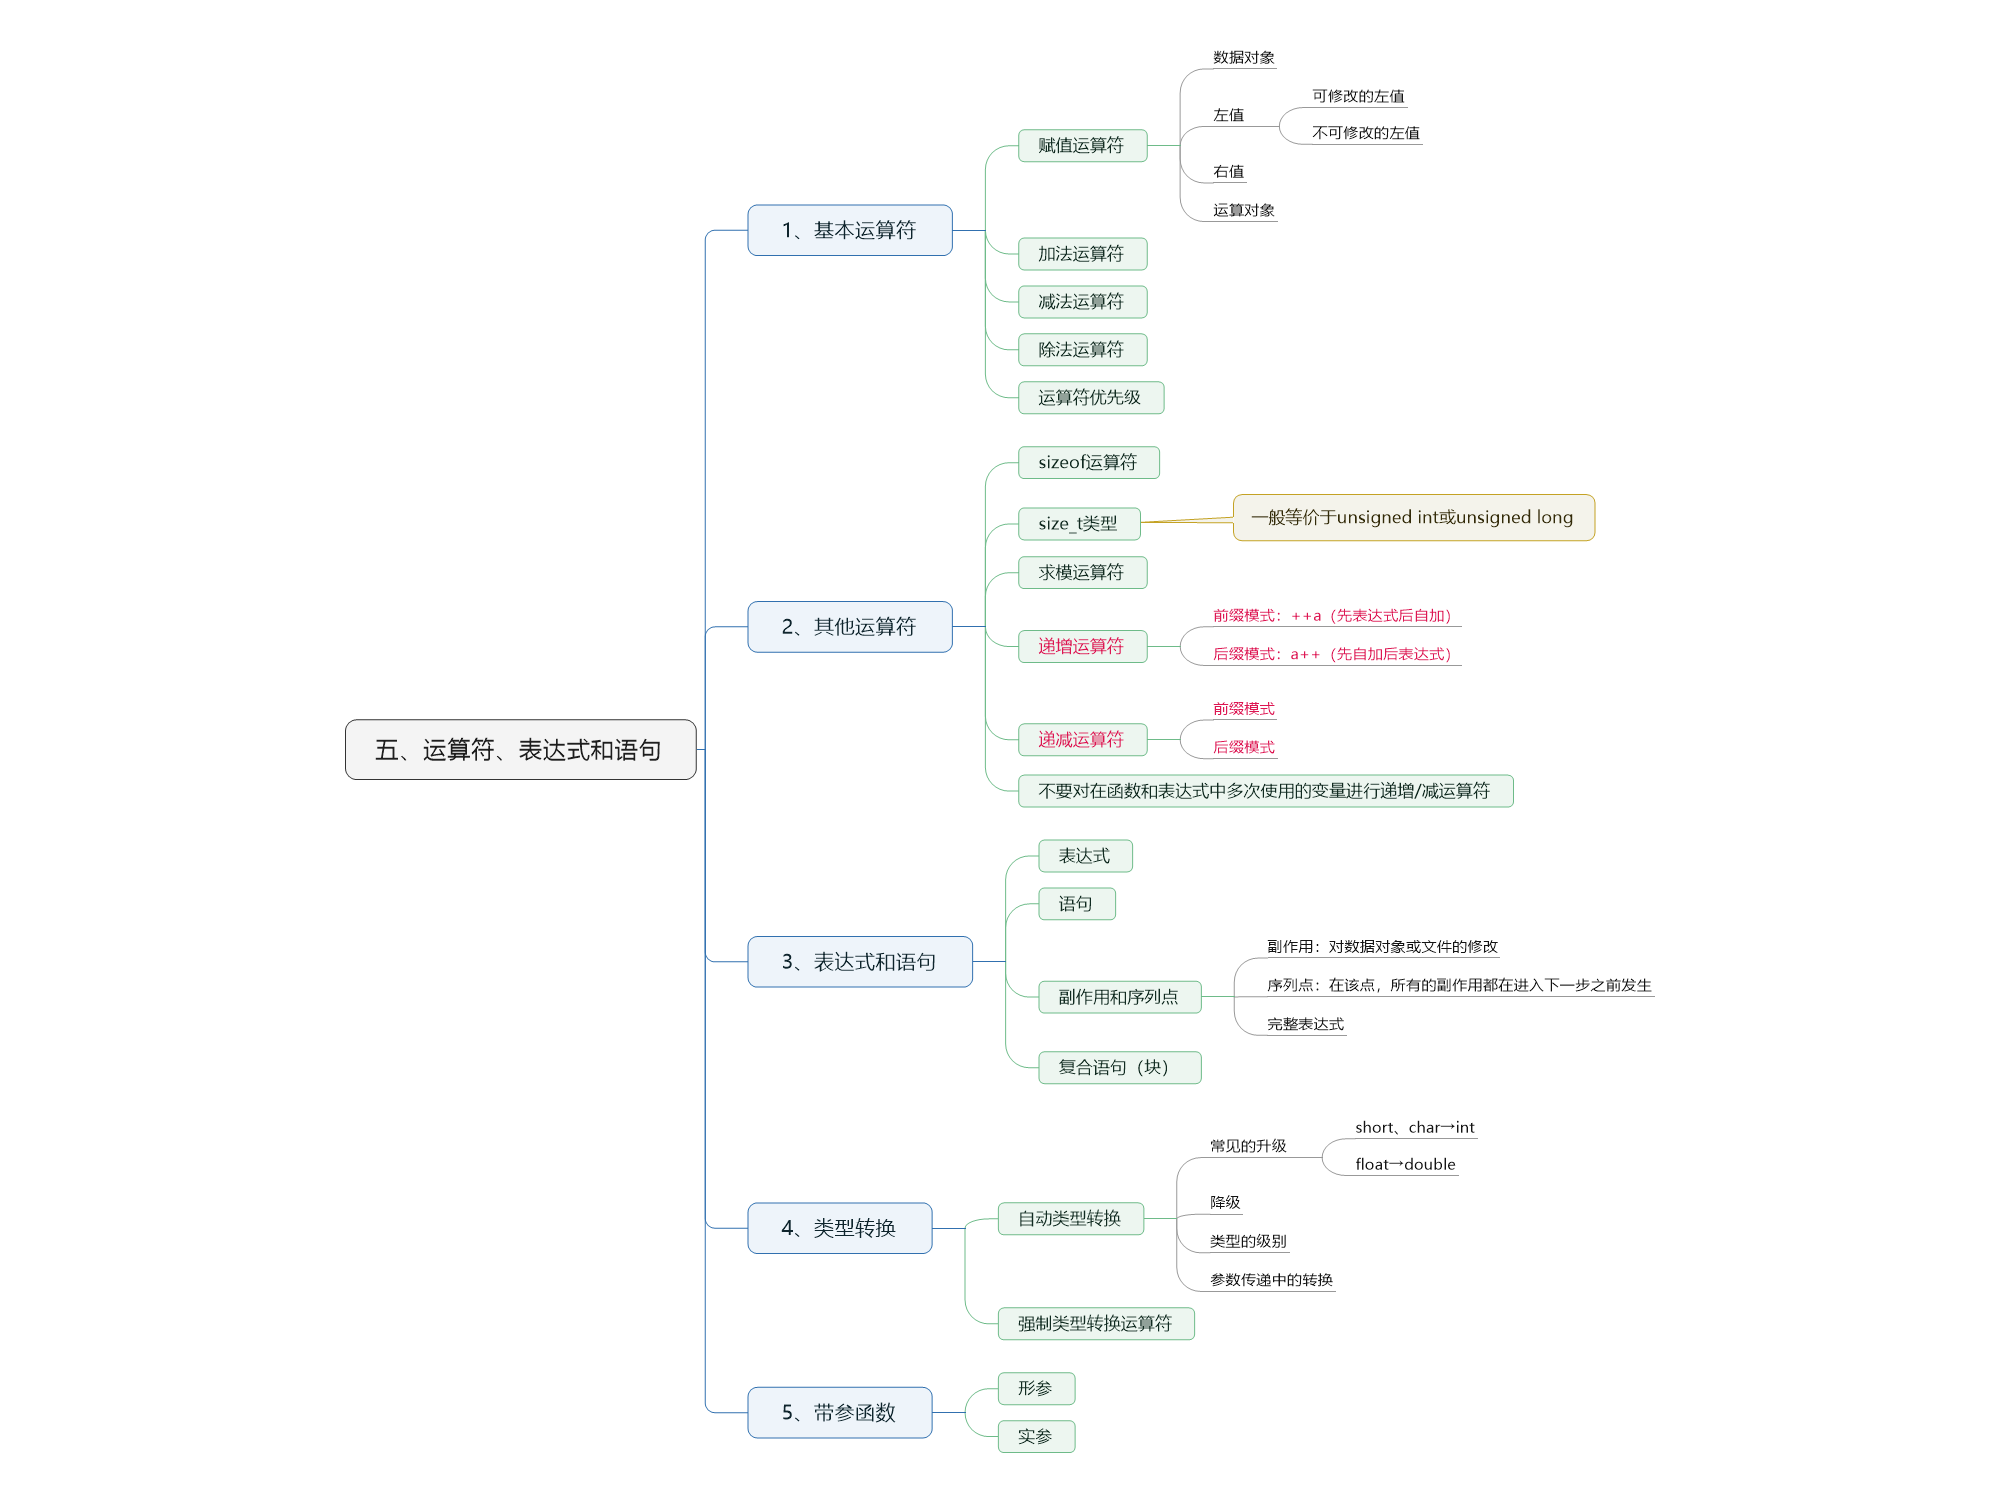 五、运算符、表达式和语句
1、基本运算符
赋值运算符
数据对象
左值
可修改的左值
不可修改的左值
右值
运算对象
加法运算符
减法运算符
除法运算符
运算符优先级
2、其他运算符
sizeof运算符
size_t类型
一般等价于unsigned int或unsigned long
求模运算符
递增运算符
前缀模式：++a（先表达式后自加）
后缀模式：a++（先自加后表达式）
递减运算符
前缀模式
后缀模式
不要对在函数和表达式中多次使用的变量进行递增/减运算符
3、表达式和语句
表达式
语句
副作用和序列点
副作用：对数据对象或文件的修改
序列点：在该点，所有的副作用都在进入下一步之前发生
完整表达式
复合语句（块）
4、类型转换
自动类型转换
常见的升级
short、char→int
float→double
降级
类型的级别
参数传递中的转换
强制类型转换运算符
5、带参函数
形参
实参